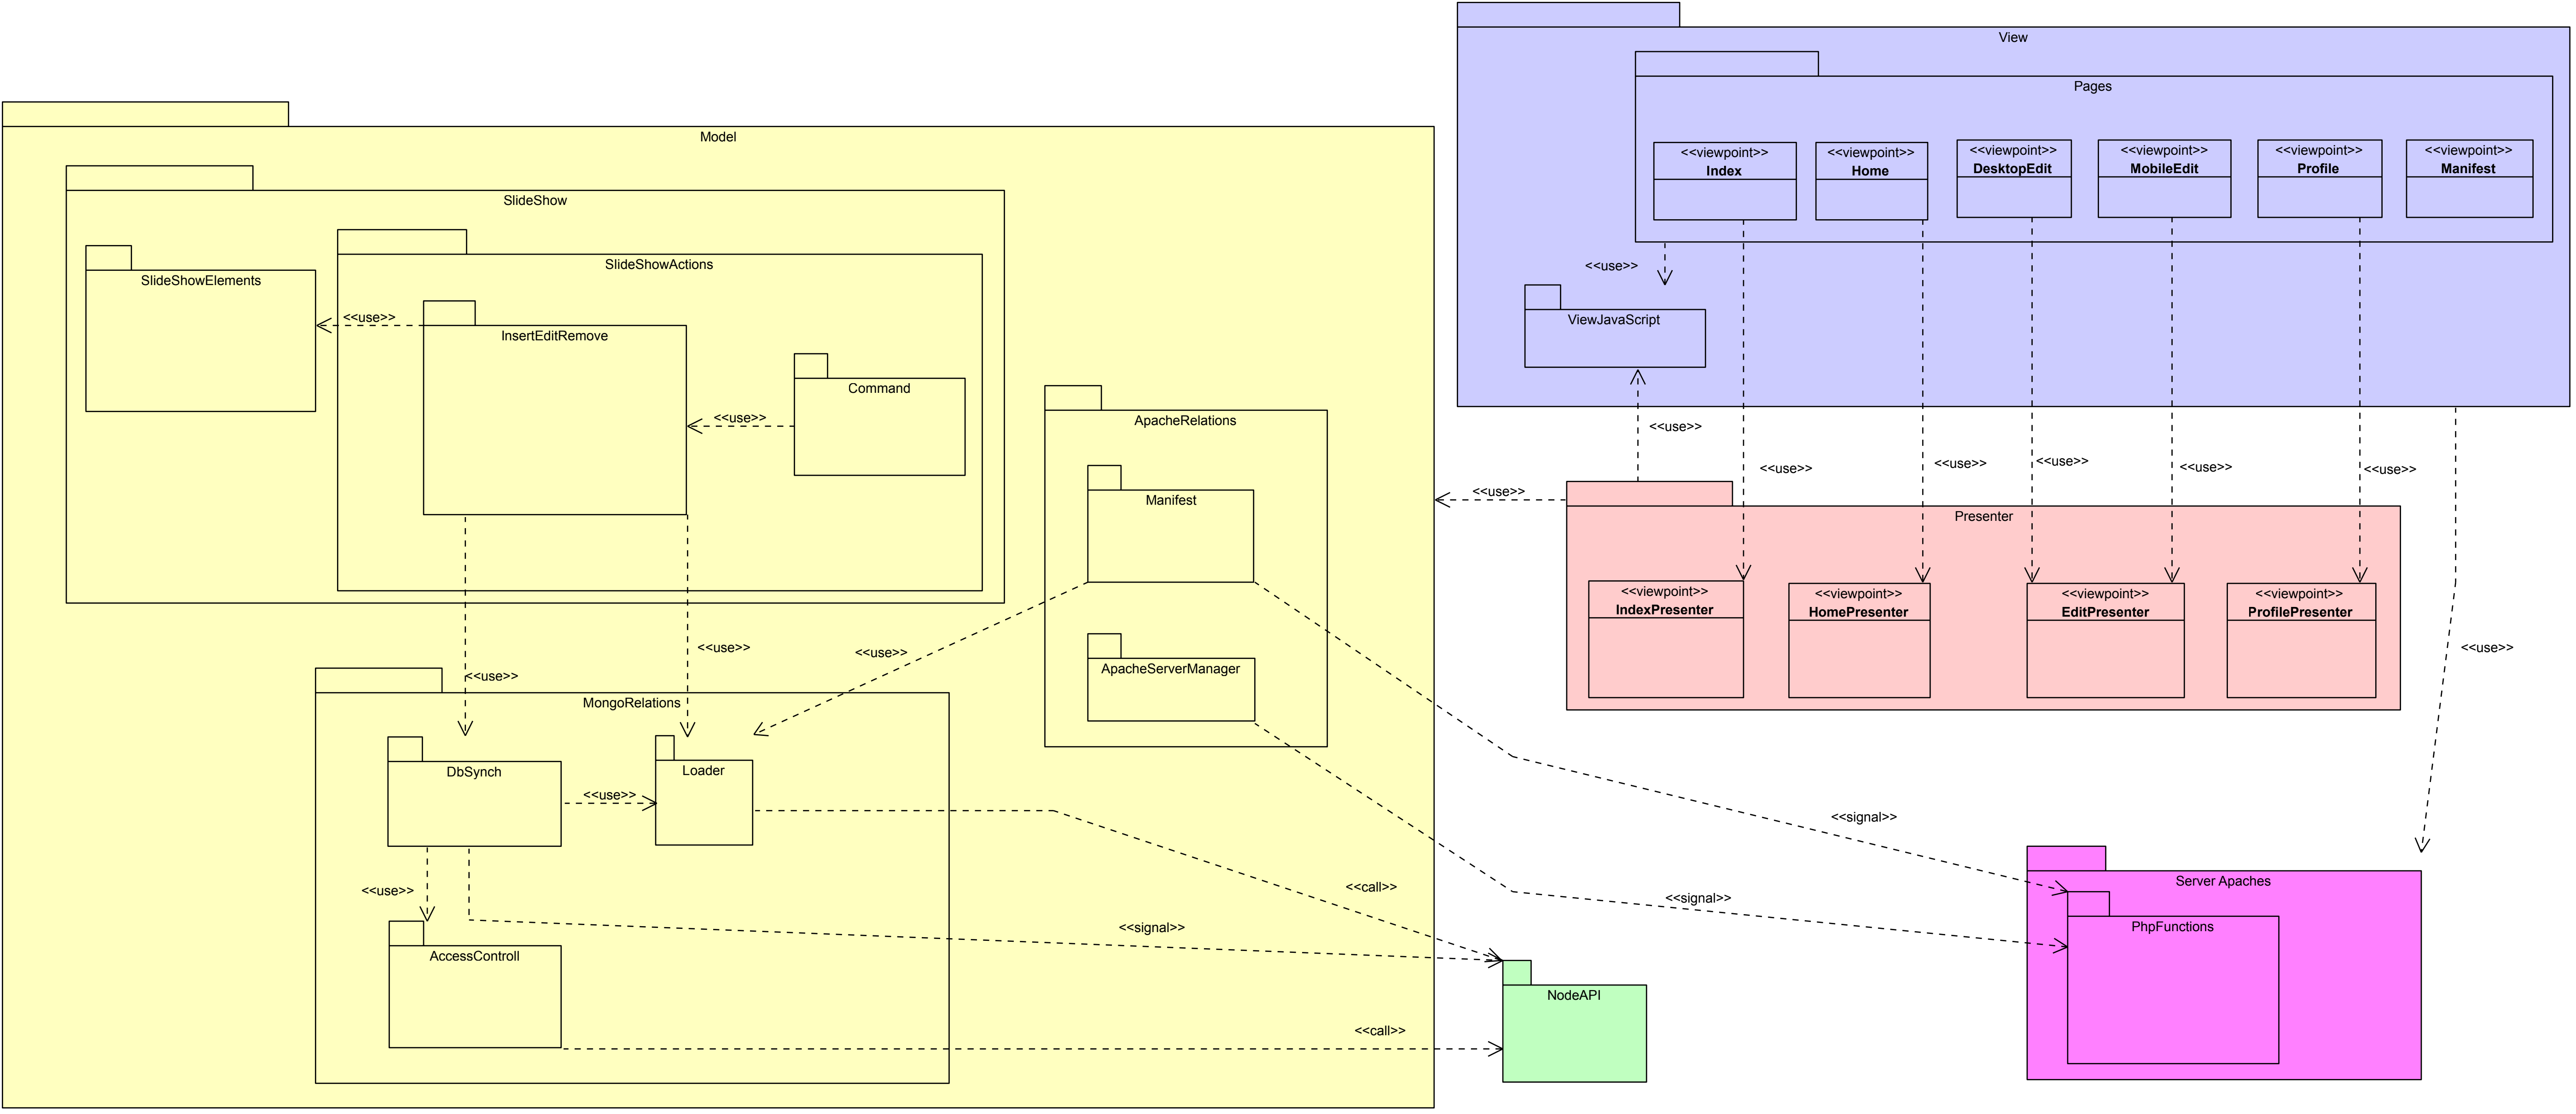 View
Pages
<<viewpoint>>
Index
<<viewpoint>>
Home
<<viewpoint>>
DesktopEdit
<<viewpoint>>
MobileEdit
<<viewpoint>>
Profile
<<viewpoint>>
Manifest
<<use>>
ViewJavaScript
Model
SlideShow
SlideShowElements
SlideShowActions
<<use>>
InsertEditRemove
<<use>>
Command
ApacheRelations
Manifest
ApacheServerManager
<<use>>
<<use>>
<<use>>
<<use>>
<<use>>
<<use>>
<<use>>
<<use>>
Presenter
<<viewpoint>>
IndexPresenter
<<viewpoint>>
HomePresenter
<<viewpoint>>
EditPresenter
<<viewpoint>>
ProfilePresenter
<<use>>
<<use>>
<<use>>
<<use>>
MongoRelations
DbSynch
<<use>>
Loader
<<use>>
AccessControll
<<signal>>
<<call>>
<<signal>>
<<signal>>
<<call>>
NodeAPI
Server Apaches
PhpFunctions